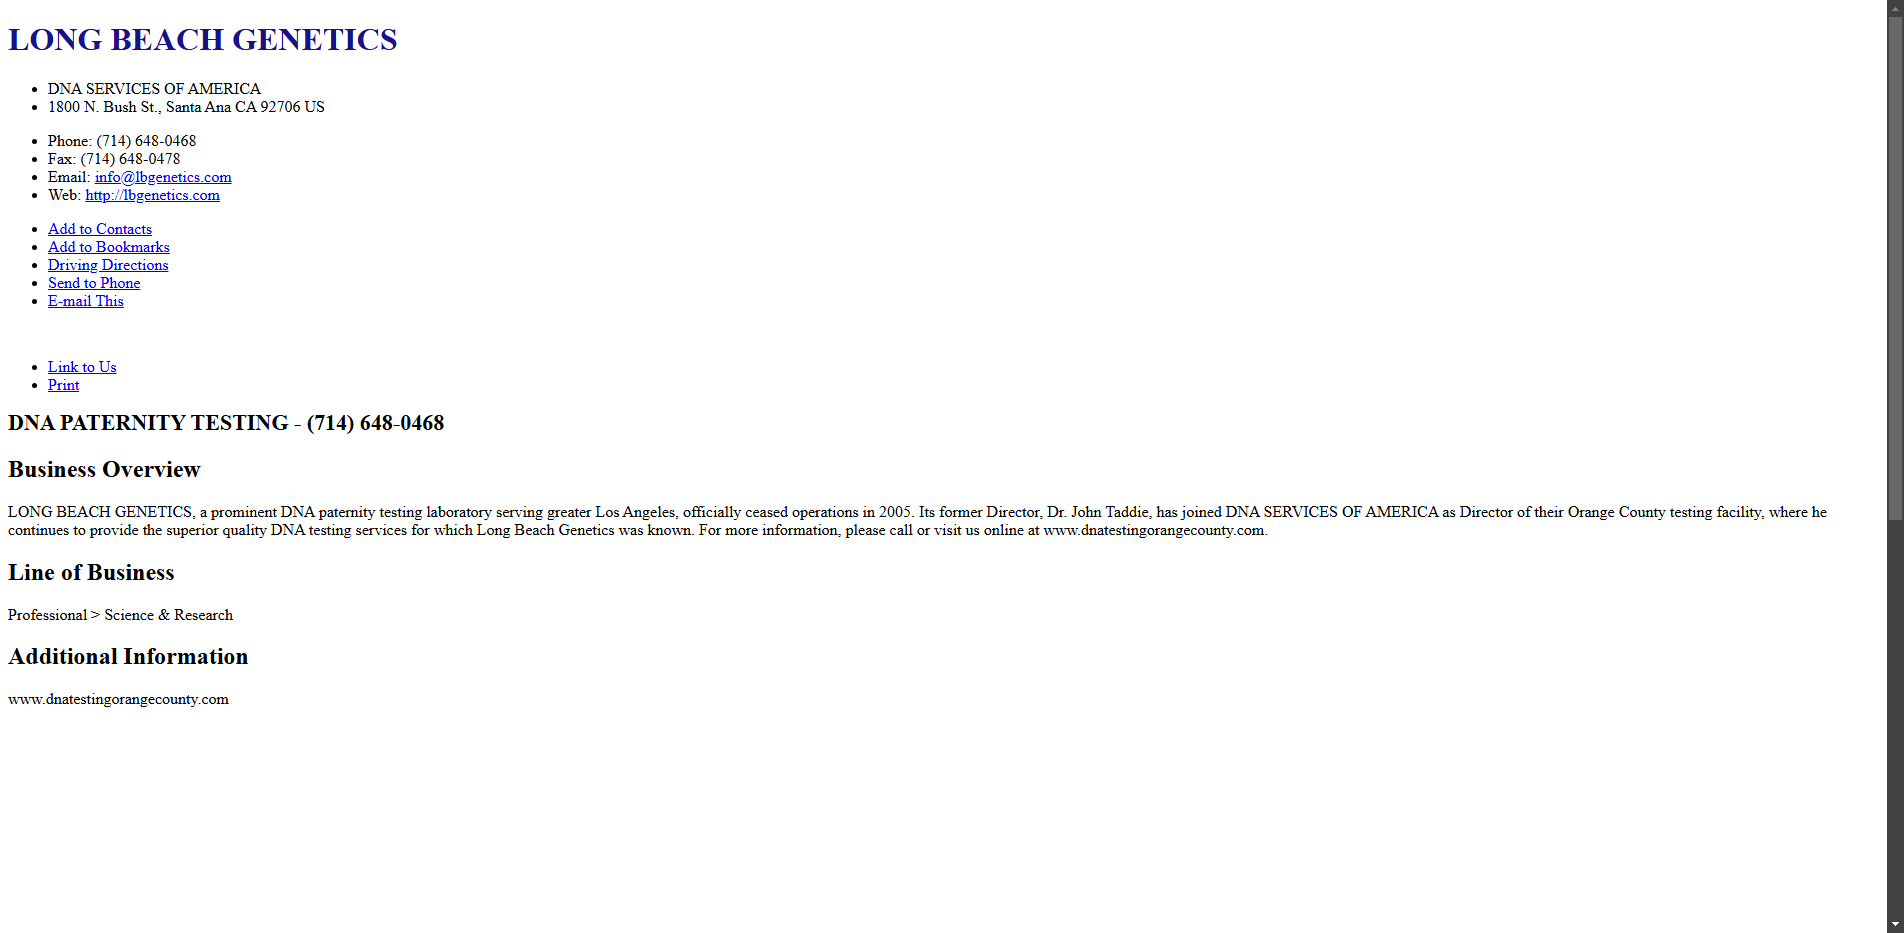 LONG BEACH GENETICS
DNA SERVICES OF AMERICA
1800 N. Bush St., Santa Ana CA 92706 US
Phone: (714) 648-0468
Fax: (714) 648-0478
Email: info@lbgenetics.com
Web: http://lbgenetics.com
Add to Contacts
Add to Bookmarks
Driving Directions
Send to Phone
E-mail This
Link to Us
Print
DNA PATERNITY TESTING - (714) 648-0468
Business Overview
LONG BEACH GENETICS, a prominent DNA paternity testing laboratory serving greater Los Angeles, officially ceased operations in 2005. Its former Director, Dr. John Taddie, has joined DNA SERVICES OF AMERICA as Director of their Orange County testing facility, where he
continues to provide the superior quality DNA testing services for which Long Beach Genetics was known. For more information, please call or visit us online at www.dnatestingorangecounty.com.
Line of Business
Professional > Science & Research
Additional Information
www.dnatestingorangecounty.com